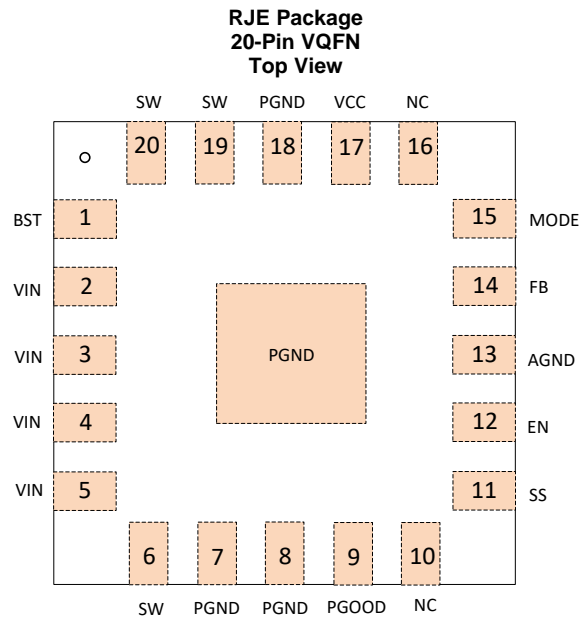 RJE Package
20-Pin VQFN
Top View
SW SW PGND VCC NC
20 19 18 17 16
BST 1 15 MODE
VIN 2 14 FB
VIN 3 PGND 13 AGND
VIN 4 12 EN
VIN 5 11 SS
6 7 8 9 10
SW PGND PGND PGOOD NC